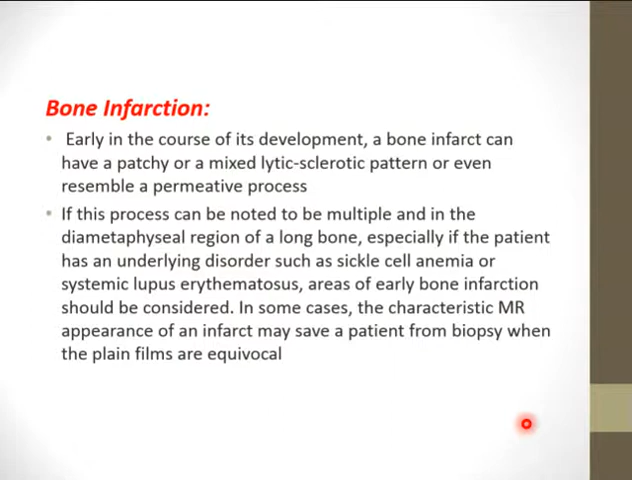 Bone Infarction:
• Early in the course of its development, a bone infarct can
have a patchy or a mixed lytic-sclerotic pattern or even
resemble a permeative process
• If this process can be noted to be multiple and in the
diametaphyseal region of a long bone, especially if the patient
has an underlying disorder such as sickle cell anemia or
systemic lupus erythematosus, areas of early bone infarction
should be considered. In some cases, the characteristic MR
appearance of an infarct may save a patient from biopsy when
the plain films are equivocal